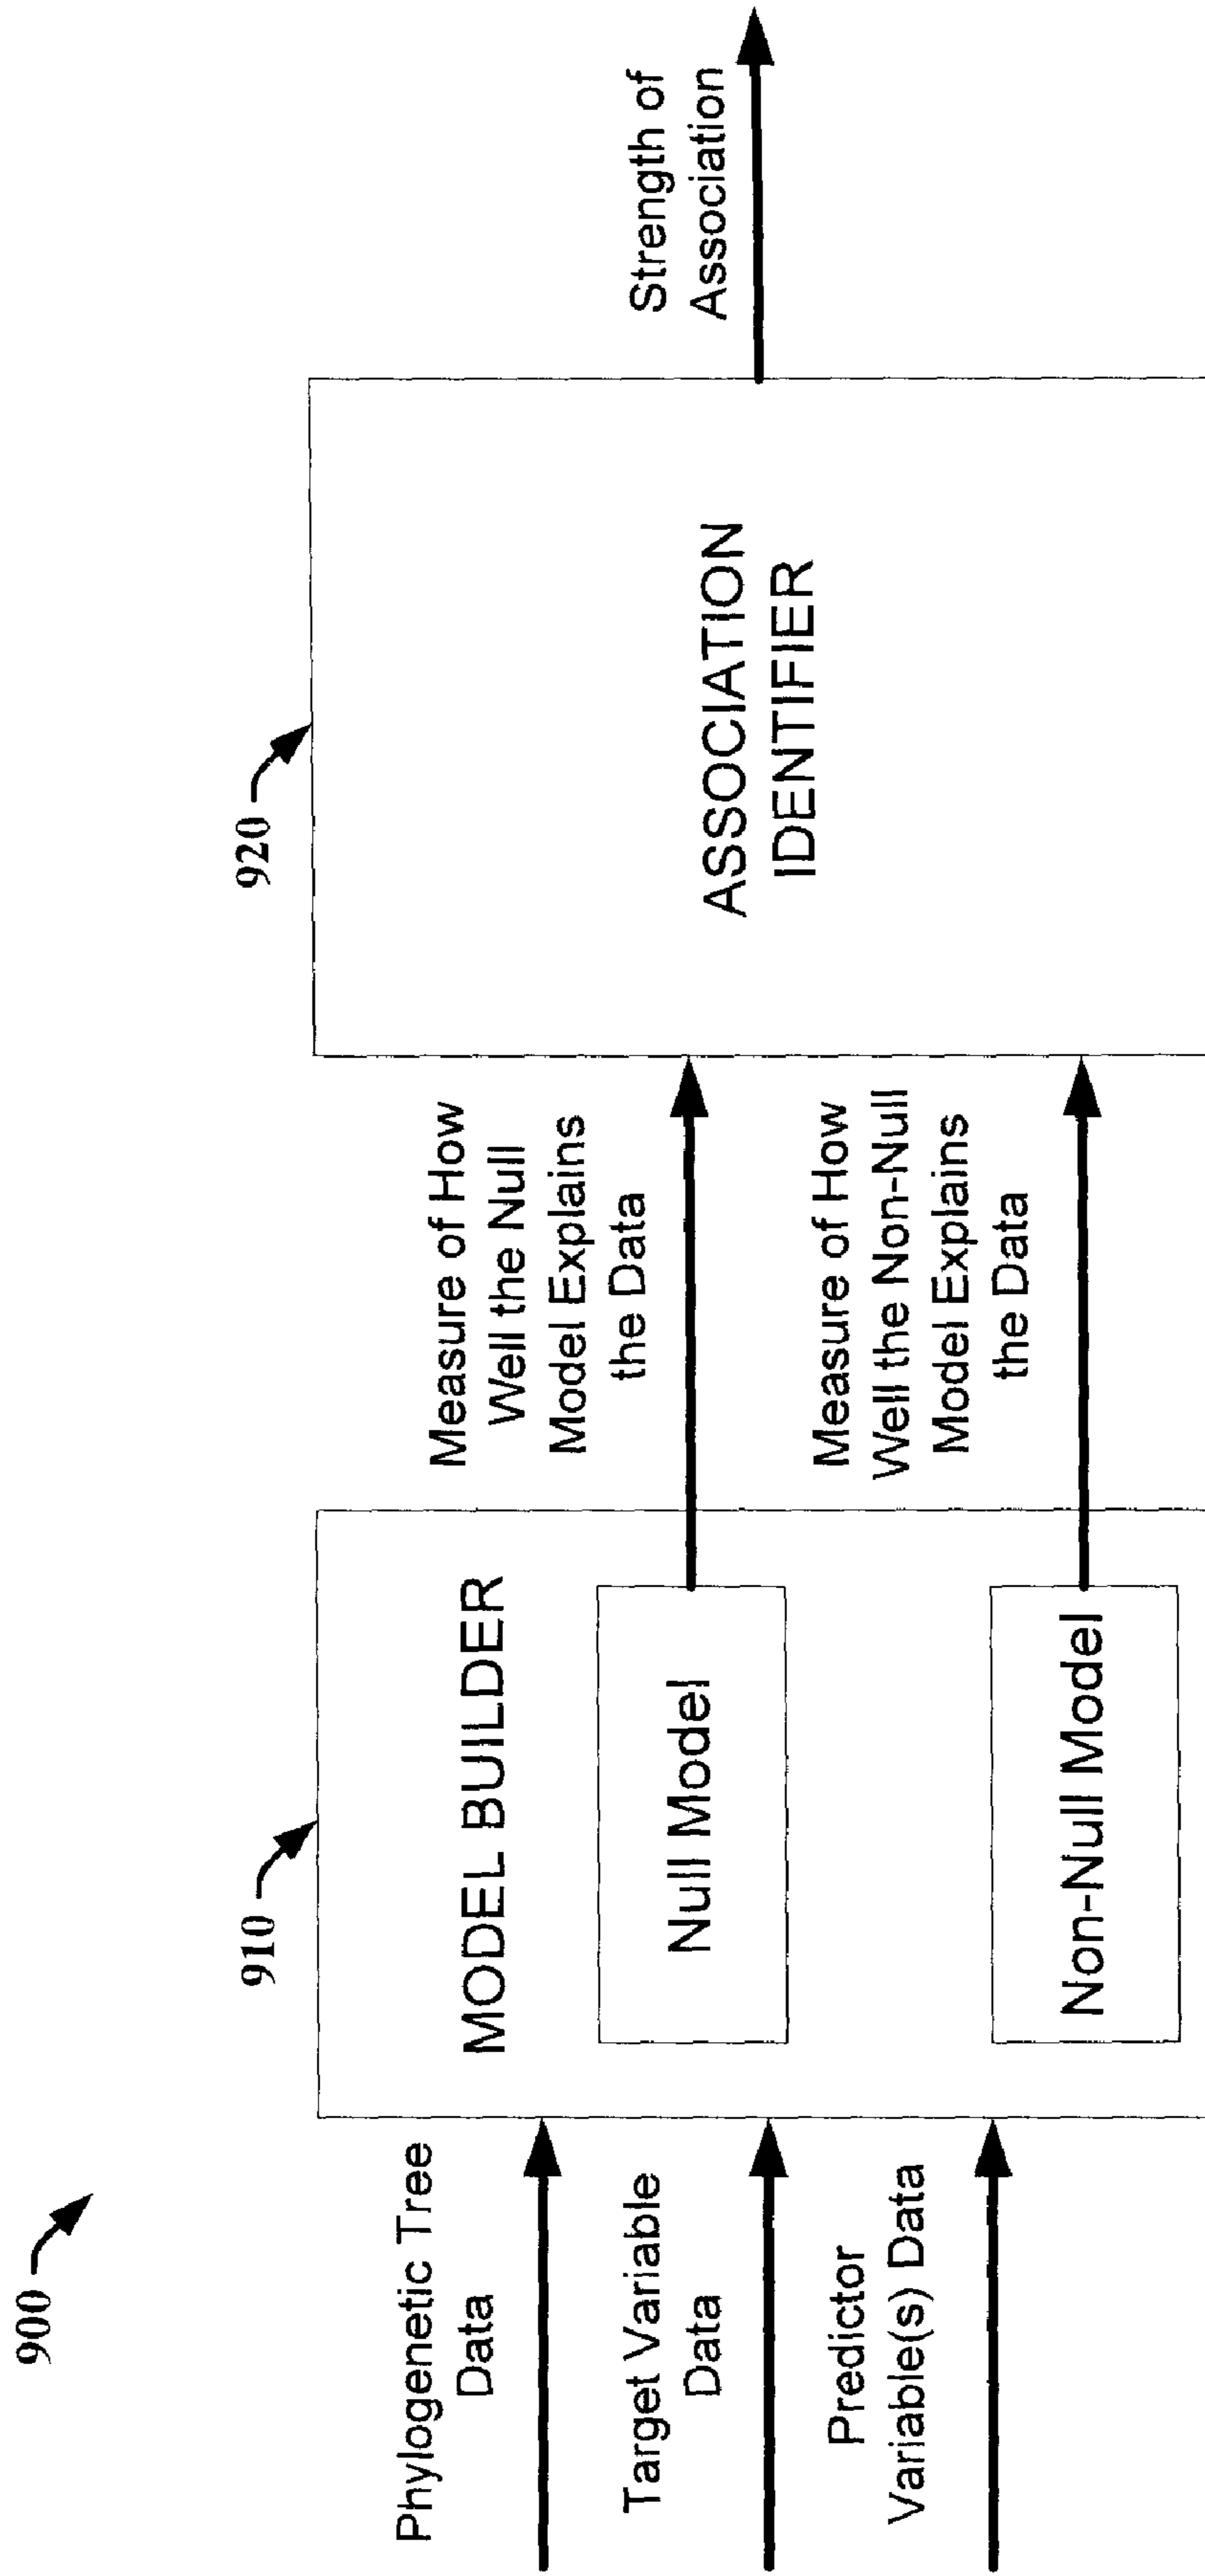 900
910
920
Phylogenetic Tree
Data
Target Variable
Data
Predictor
Variable(s) Data
MODEL BUILDER
Null Model
Non-Null Model
Measure of How
Well the Null
Model Explains
the Data
Measure of How
Well the Non-Null
Model Explains
the Data
ASSOCIATION
IDENTIFIER
Strength of
Association